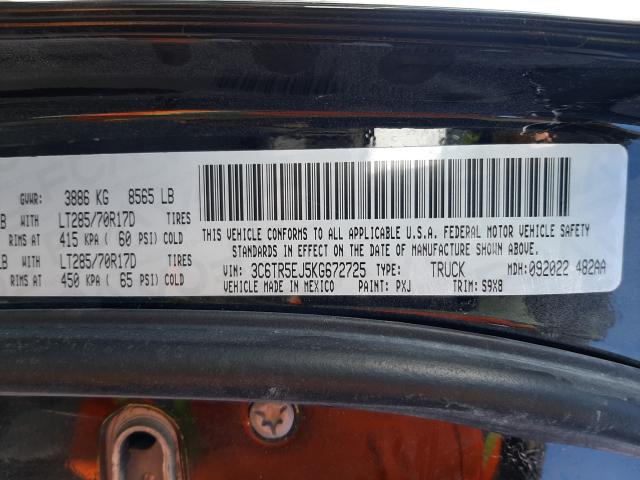 GVWR: 3886 KG 8565 LB
B WITH LT285/70R17D TIRES
RIMS AT 415 KPA ( 60 PSI) COLD
LB WITH LT285/70R17D TIRES
RIMS AT 450 KPA ( 65 PSI) COLD
THIS VEHICLE CONFORMS TO ALL APPLICABLE U.S.A. FEDERAL MOTOR VEHICLE SAFETY
STANDARDS IN EFFECT ON THE DATE OF MANUFACTURE SHOWN ABOVE.
VIN: 3C6TR5EJ5KG672725 TYPE: TRUCK MDH:092022 482AA
VEHICLE MADE IN MEXICO PAINT: PXJ TRIM: S9X8